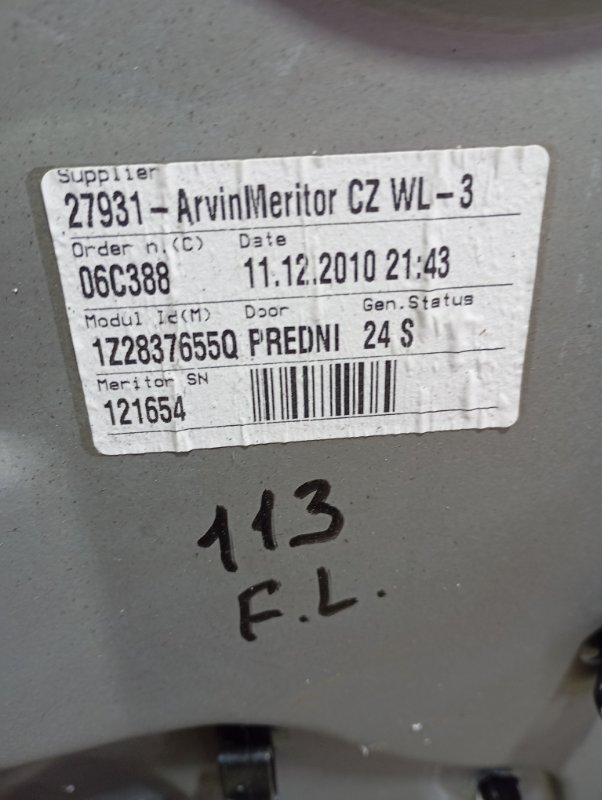 Supplier
27931-ArvinMeritor CZ WL-3
Order n.(C) Date
06C388 11.12.2010 21:43
Modul Id(M) Door Gen.Status
1Z2837655Q PREDNI 24 S
Meritor SN
121654
113
F.L.